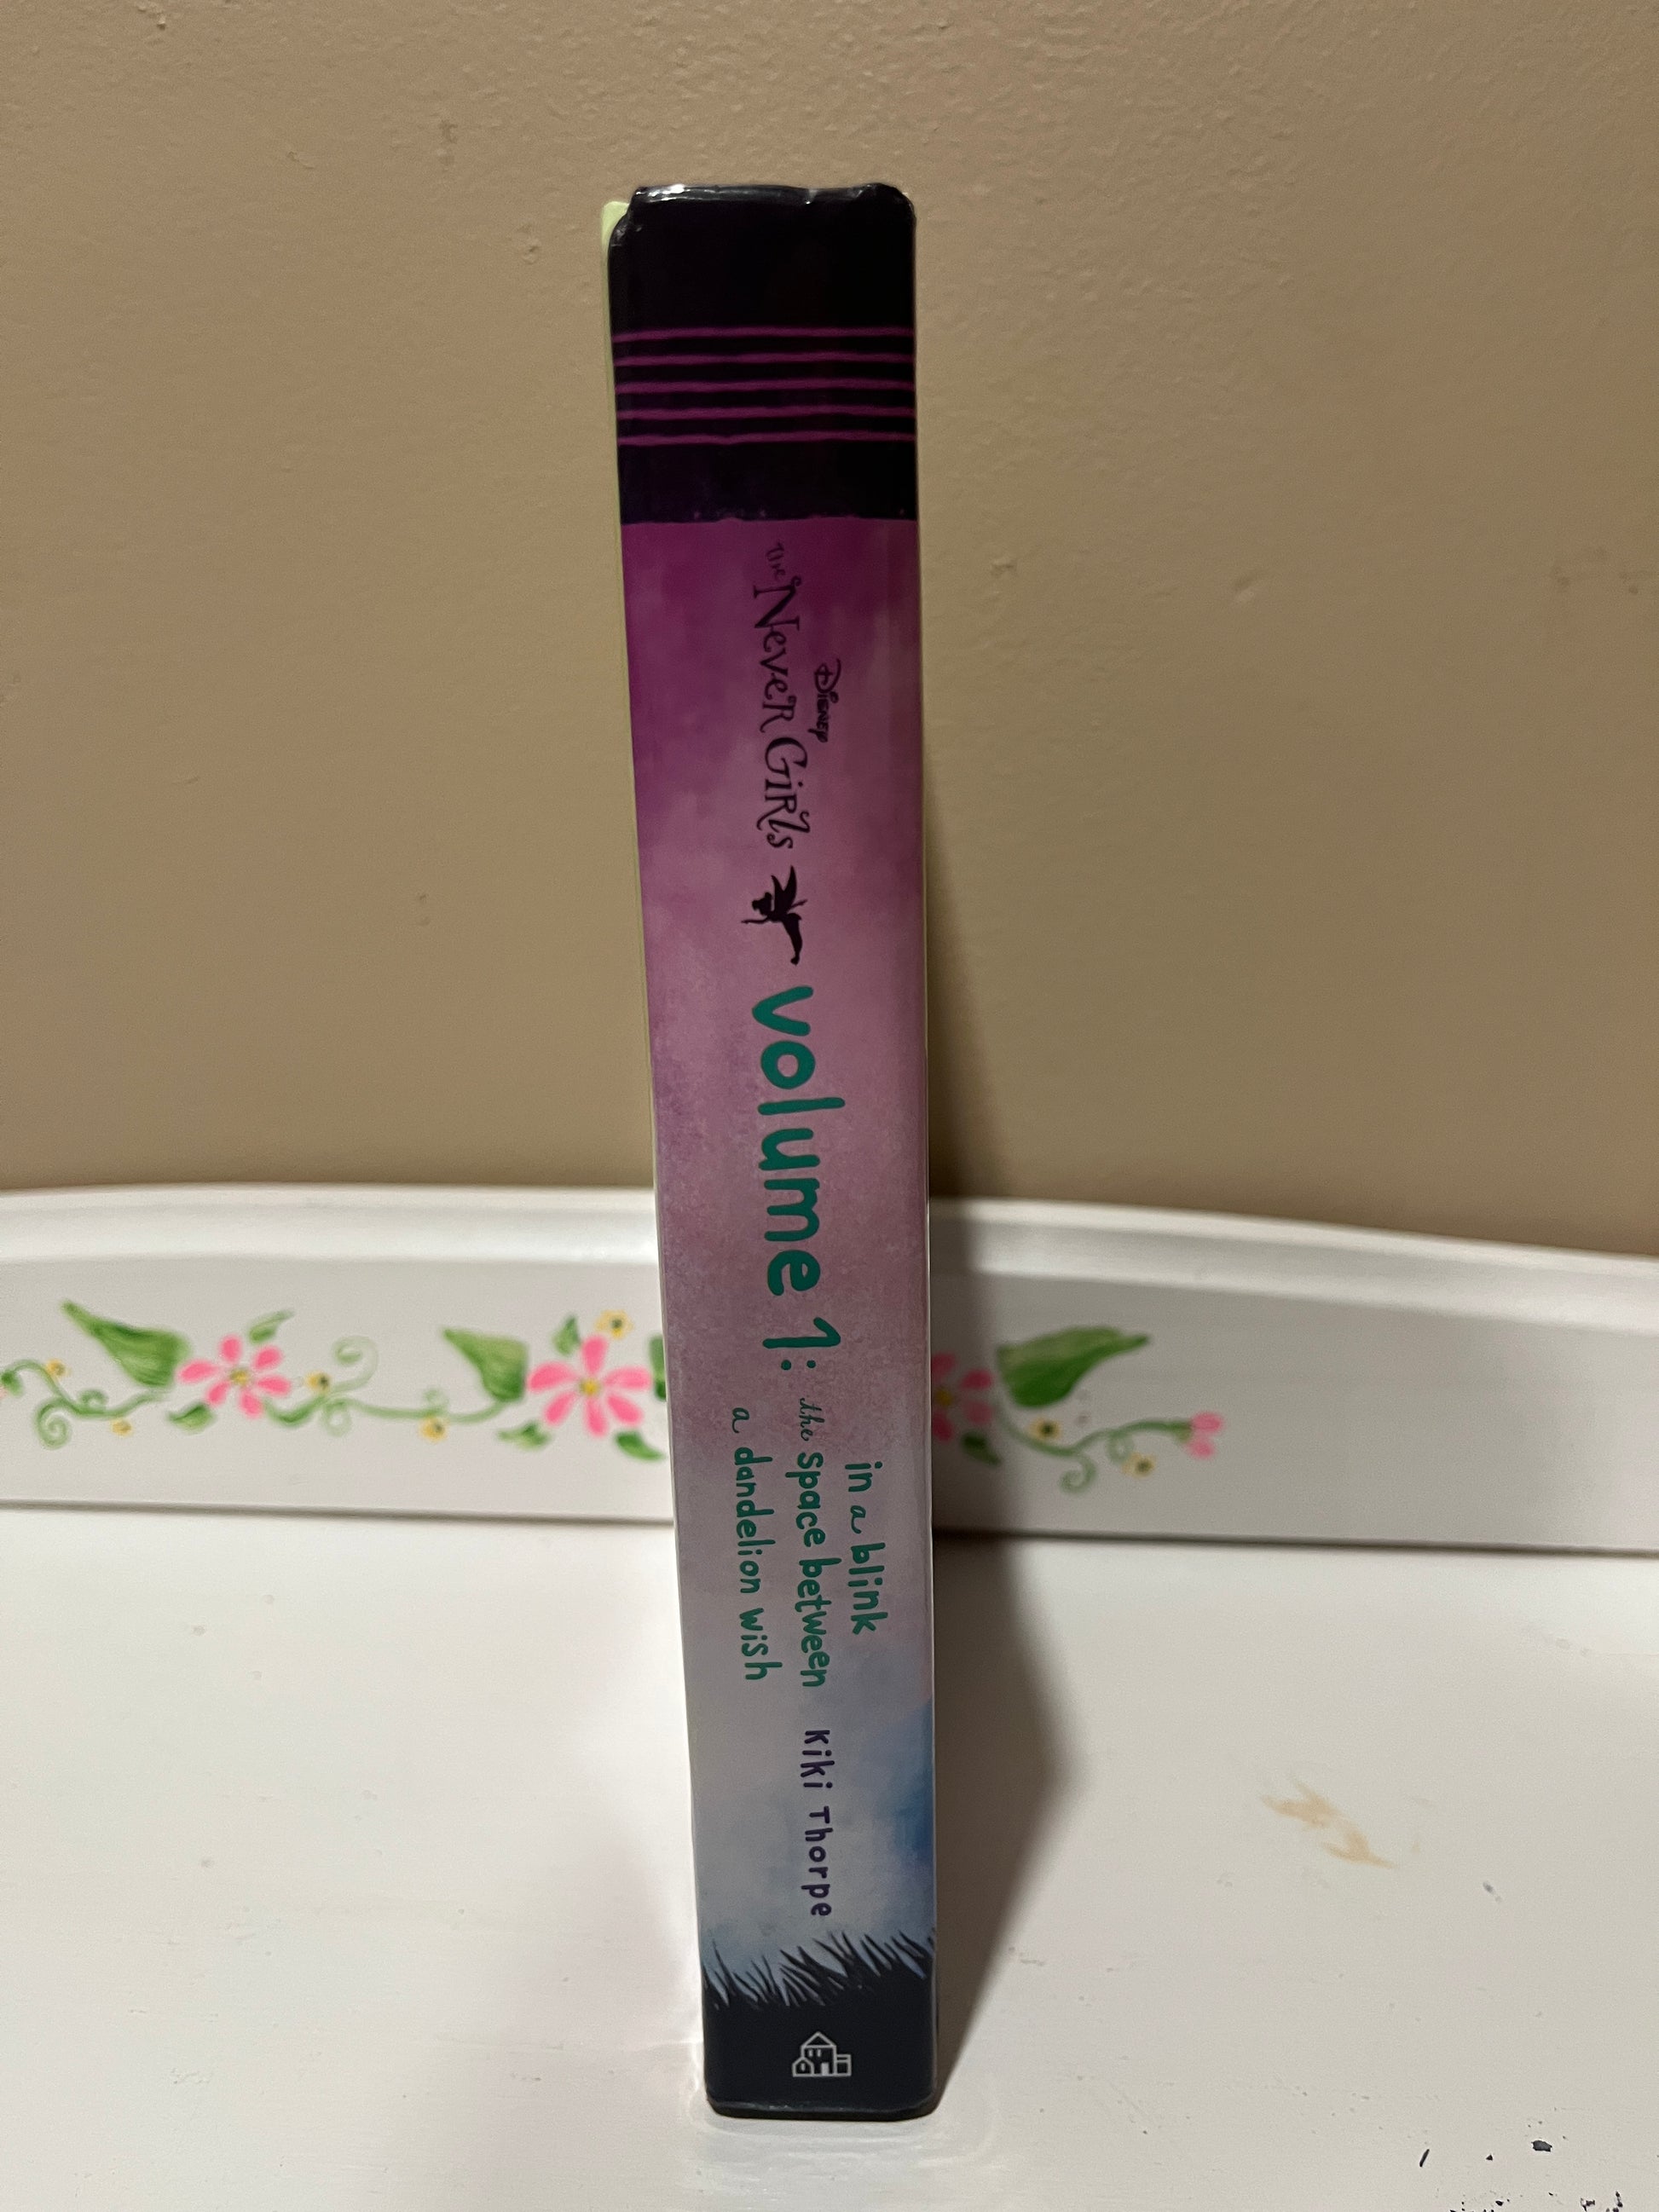 Disney
The Never Girls
volume 1:
in a blink
the space between
a dandelion wish
Kiki Thorpe